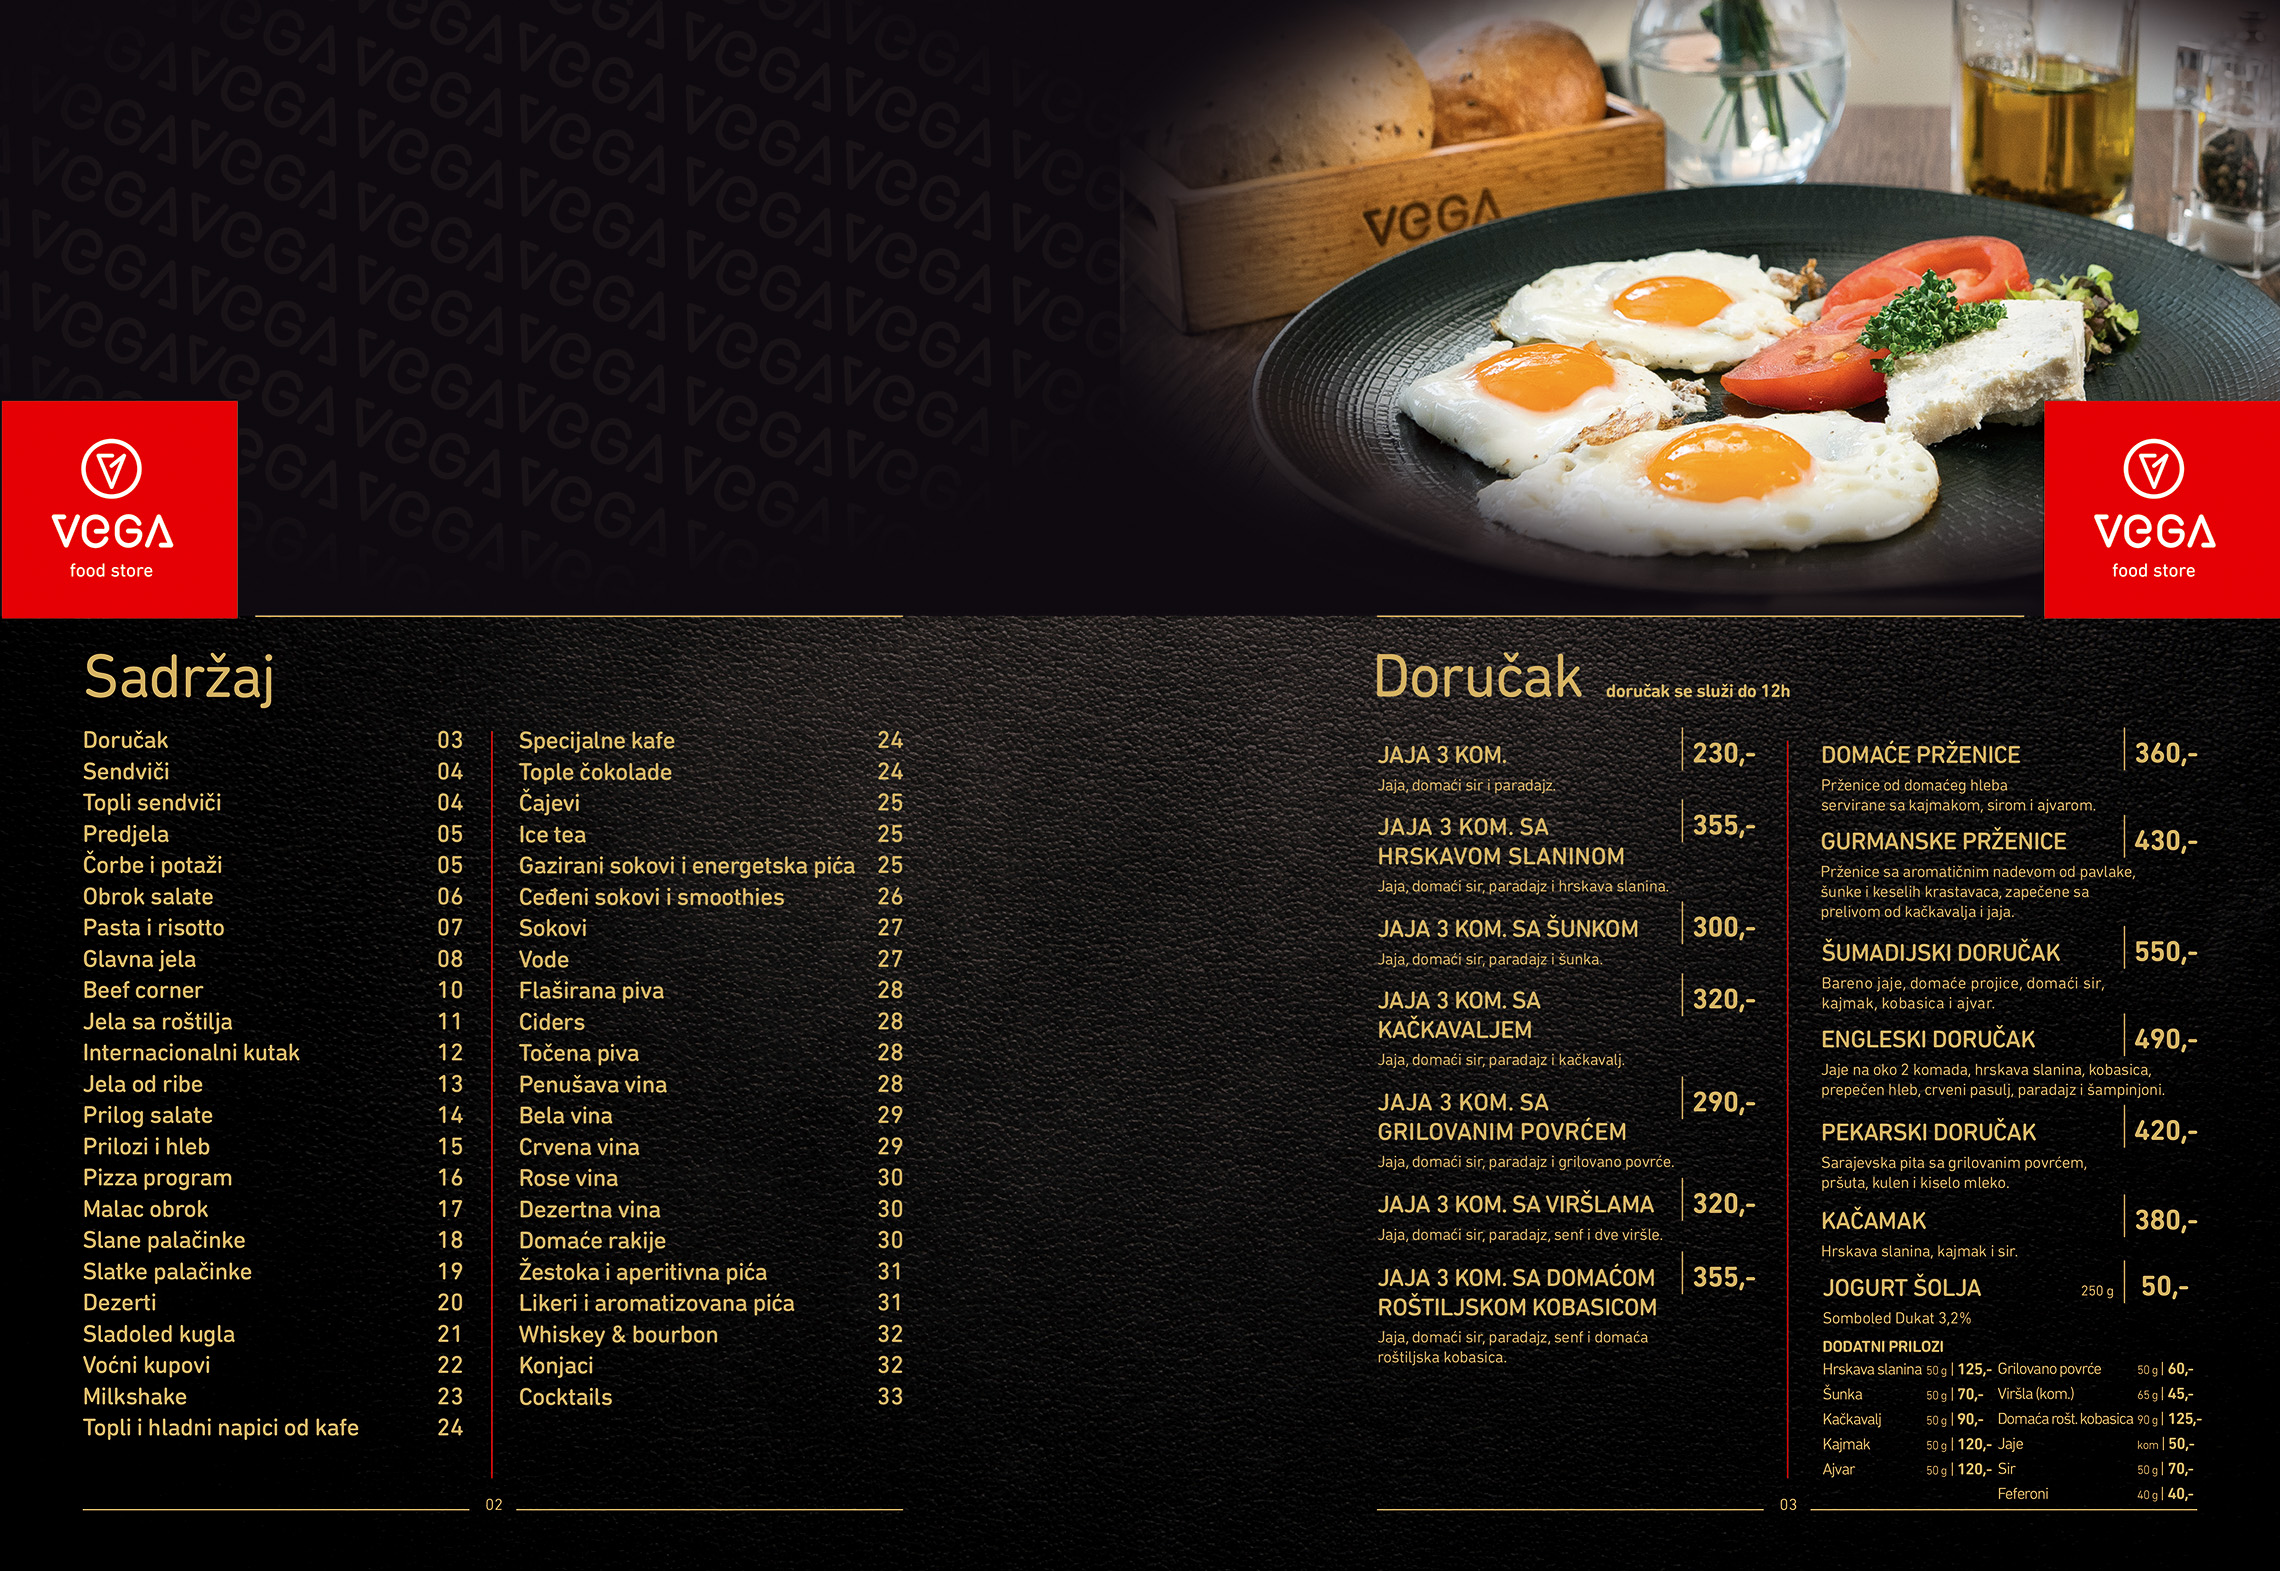 VEGA
VEGA
food store
VEGA
food store
Sadržaj
Doručak 03
Sendviči 04
Topli sendviči 04
Predjela 05
Čorbe i potaži 05
Obrok salate 06
Pasta i risotto 07
Glavna jela 08
Beef corner 10
Jela sa roštilja 11
Internacionalni kutak 12
Jela od ribe 13
Prilog salate 14
Prilozi i hleb 15
Pizza program 16
Malac obrok 17
Slane palačinke 18
Slatke palačinke 19
Dezerti 20
Sladoled kugla 21
Voćni kupovi 22
Milkshake 23
Topli i hladni napici od kafe 24
Specijalne kafe 24
Tople čokolade 24
Čajevi 25
Ice tea 25
Gazirani sokovi i energetska pića 25
Ceđeni sokovi i smoothies 26
Sokovi 27
Vode 27
Flaširana piva 28
Ciders 28
Točena piva 28
Penušava vina 28
Bela vina 29
Crvena vina 29
Rose vina 30
Dezertna vina 30
Domaće rakije 30
Žestoka i aperitivna pića 31
Likeri i aromatizovana pića 31
Whiskey & bourbon 32
Konjaci 32
Cocktails 33
02
Doručak doručak se služi do 12h
JAJA 3 KOM. 230,-
Jaja, domaći sir i paradajz.
JAJA 3 KOM. SA 355,-
HRSKAVOM SLANINOM
Jaja, domaći sir, paradajz i hrskava slanina.
JAJA 3 KOM. SA ŠUNKOM 300,-
Jaja, domaći sir, paradajz i šunka.
JAJA 3 KOM. SA 320,-
KAČKAVALJEM
Jaja, domaći sir, paradajz i kačkavalj.
JAJA 3 KOM. SA 290,-
GRILOVANIM POVRĆEM
Jaja, domaći sir, paradajz i grilovano povrće.
JAJA 3 KOM. SA VIRŠLAMA 320,-
Jaja, domaći sir, paradajz, senf i dve viršle.
JAJA 3 KOM. SA DOMAĆOM 355,-
ROŠTILJSKOM KOBASICOM
Jaja, domaći sir, paradajz, senf i domaća
roštiljska kobasica.
DOMAĆE PRŽENICE 360,-
Prženice od domaćeg hleba
servirane sa kajmakom, sirom i ajvarom.
GURMANSKE PRŽENICE 430,-
Prženice sa aromatičnim nadevom od pavlake,
šunke i keselih krastavaca, zapečene sa
prelivom od kačkavalja i jaja.
ŠUMADIJSKI DORUČAK 550,-
Bareno jaje, domaće projice, domaći sir,
kajmak, kobasica i ajvar.
ENGLESKI DORUČAK 490,-
Jaje na oko 2 komada, hrskava slanina, kobasica,
prepečen hleb, crveni pasulj, paradajz i šampinjoni.
PEKARSKI DORUČAK 420,-
Sarajevska pita sa grilovanim povrćem,
pršuta, kulen i kiselo mleko.
KAČAMAK 380,-
Hrskava slanina, kajmak i sir.
JOGURT ŠOLJA 250 g 50,-
Somboled Dukat 3,2%
DODATNI PRILOZI
Hrskava slanina 50 g | 125,- Grilovano povrće 50 g | 60,-
Šunka 50 g | 70,- Viršla (kom.) 65 g | 45,-
Kačkavalj 50 g | 90,- Domaća rošt. kobasica 90 g | 125,-
Kajmak 50 g | 120,- Jaje kom | 50,-
Ajvar 50 g | 120,- Sir 50 g | 70,-
Feferoni 40 g | 40,-
03